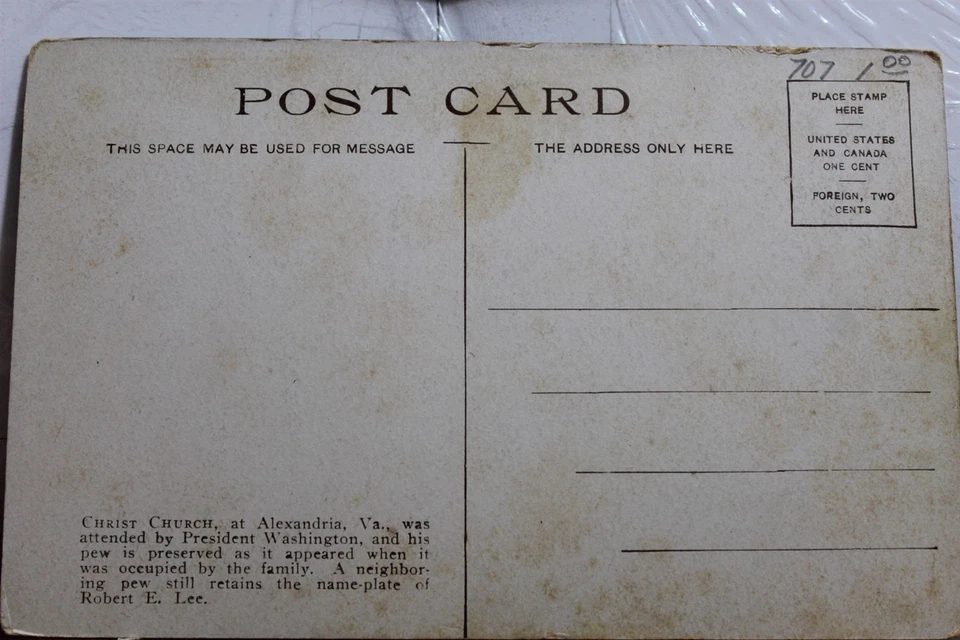 707 1 00
POST CARD
THIS SPACE MAY BE USED FOR MESSAGE
THE ADDRESS ONLY HERE
PLACE STAMP
HERE
UNITED STATES
AND CANADA
ONE CENT
FOREIGN, TWO
CENTS
CHRIST CHURCH, at Alexandria, Va., was
attended by President Washington, and his
pew is preserved as it appeared when it
was occupied by the family. A neighbor-
ing pew still retains the name-plate of
Robert E. Lee.